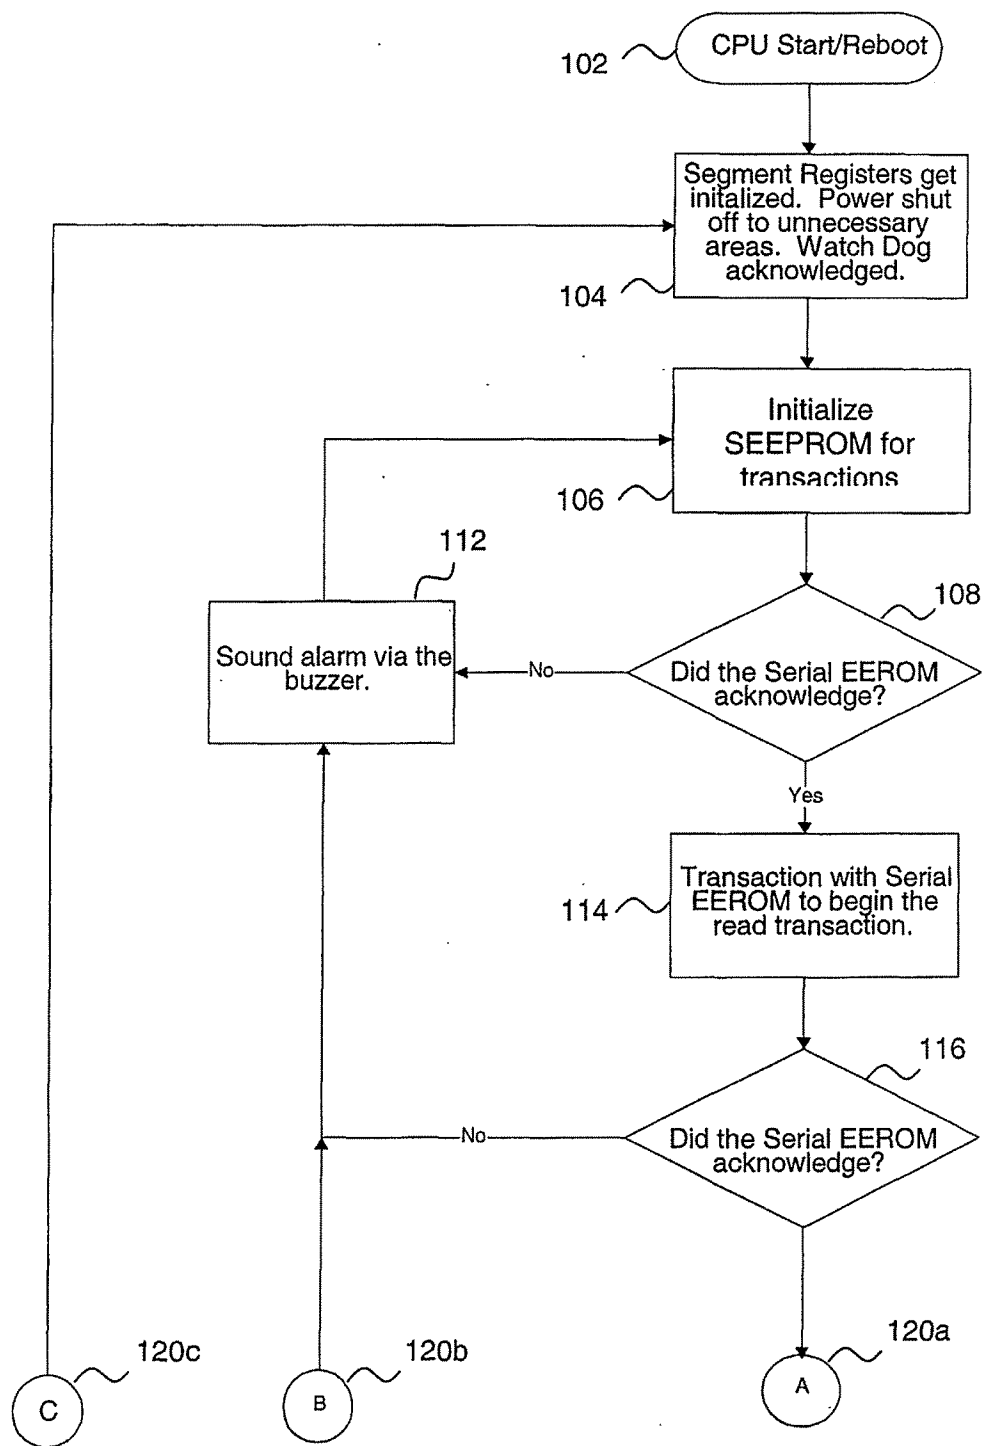 CPU Start/Reboot
102
Segment Registers get
initalized. Power shut
off to unnecessary
areas. Watch Dog
acknowledged.
104
Initialize
SEEPROM for
transactions
106
112
108
Sound alarm via the
buzzer.
No
Did the Serial EEROM
acknowledge?
Yes
Transaction with Serial
EEROM to begin the
read transaction.
114
116
No
Did the Serial EEROM
acknowledge?
120c
120b
120a
C
B
A